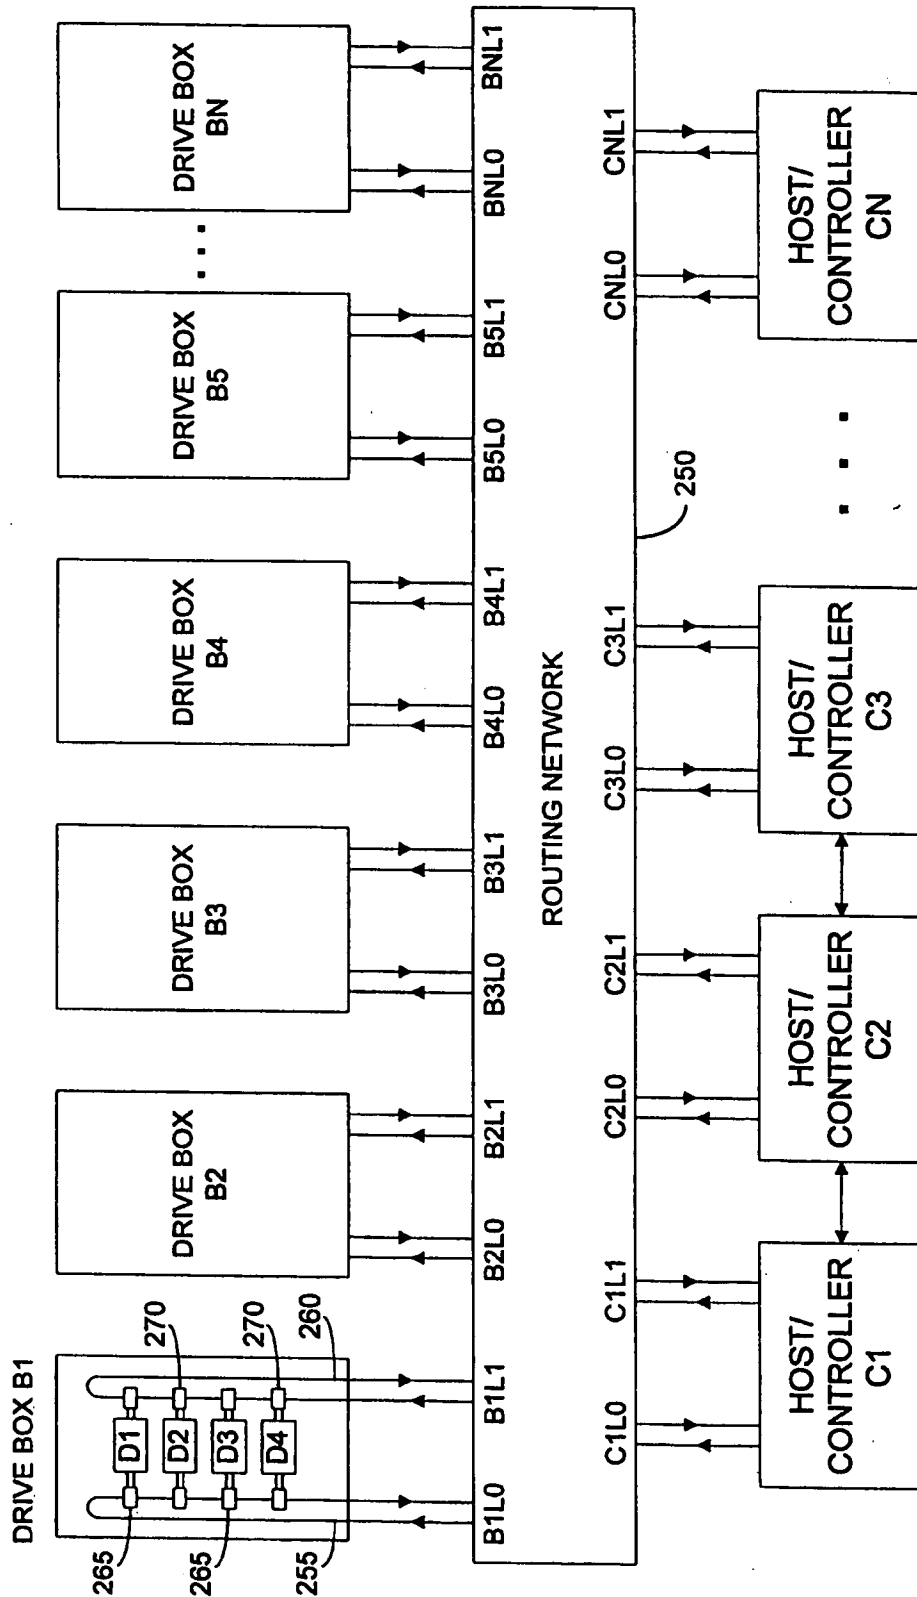 DRIVE BOX B1
265
265
255
D1
D2
D3
D4
270
270
260
DRIVE BOX
B2
DRIVE BOX
B3
DRIVE BOX
B4
DRIVE BOX
B5
DRIVE BOX
BN
B1L0
B1L1
B2L0
B2L1
B3L0
B3L1
B4L0
B4L1
B5L0
B5L1
BNL0
BNL1
ROUTING NETWORK
C1L0
C1L1
C2L0
C2L1
C3L0
C3L1
250
CNL0
CNL1
HOST/
CONTROLLER
C1
HOST/
CONTROLLER
C2
HOST/
CONTROLLER
C3
HOST/
CONTROLLER
CN